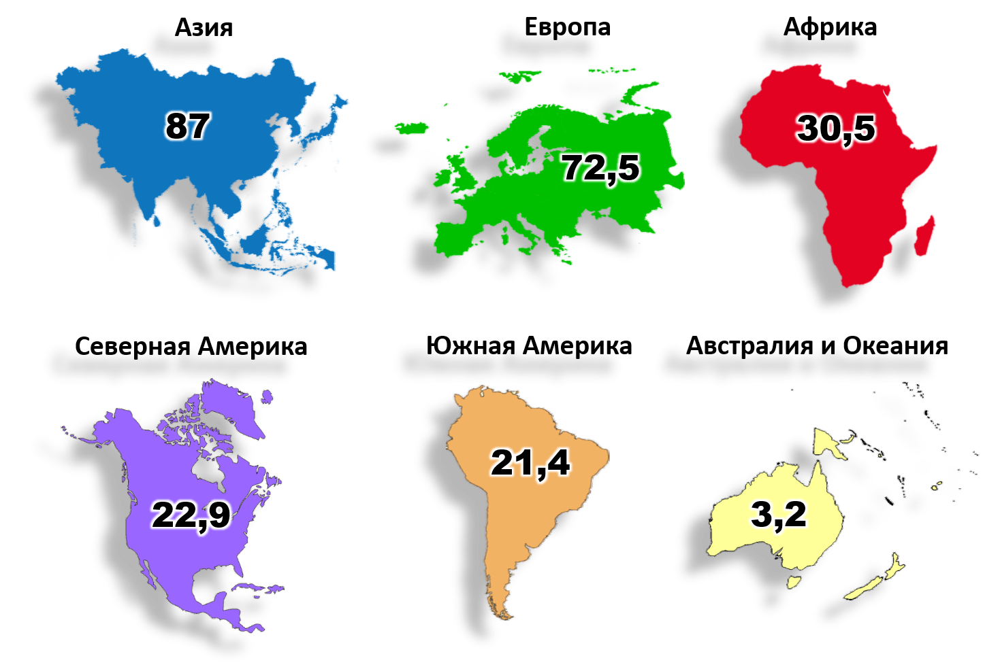 Азия
87
Европа
72,5
Африка
30,5
Северная Америка
22,9
Южная Америка
21,4
Австралия и Океания
3,2